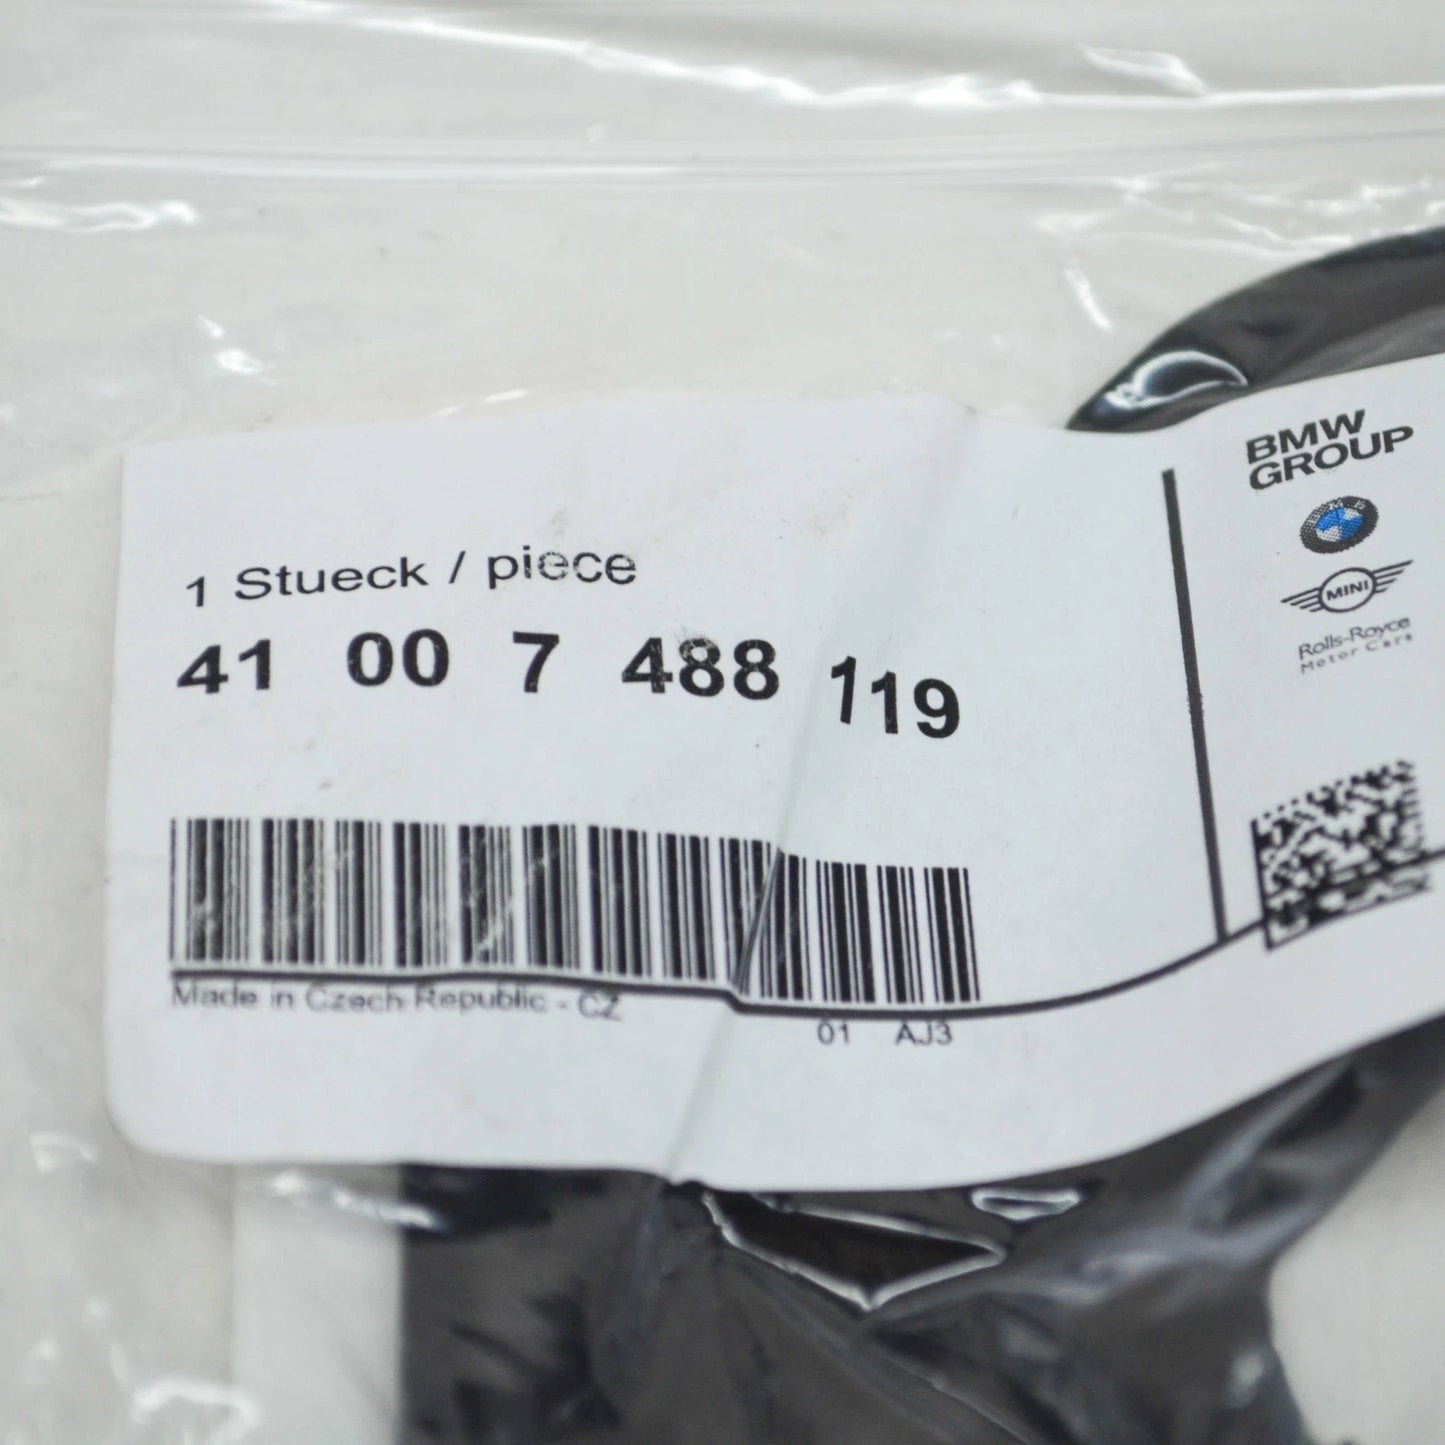 1 Stueck / piece
41 00 7 488 119
Made in Czech Republic - CZ
01 AJ3
BMW
GROUP
BMW
MINI
Rolls-Royce
Motor Cars